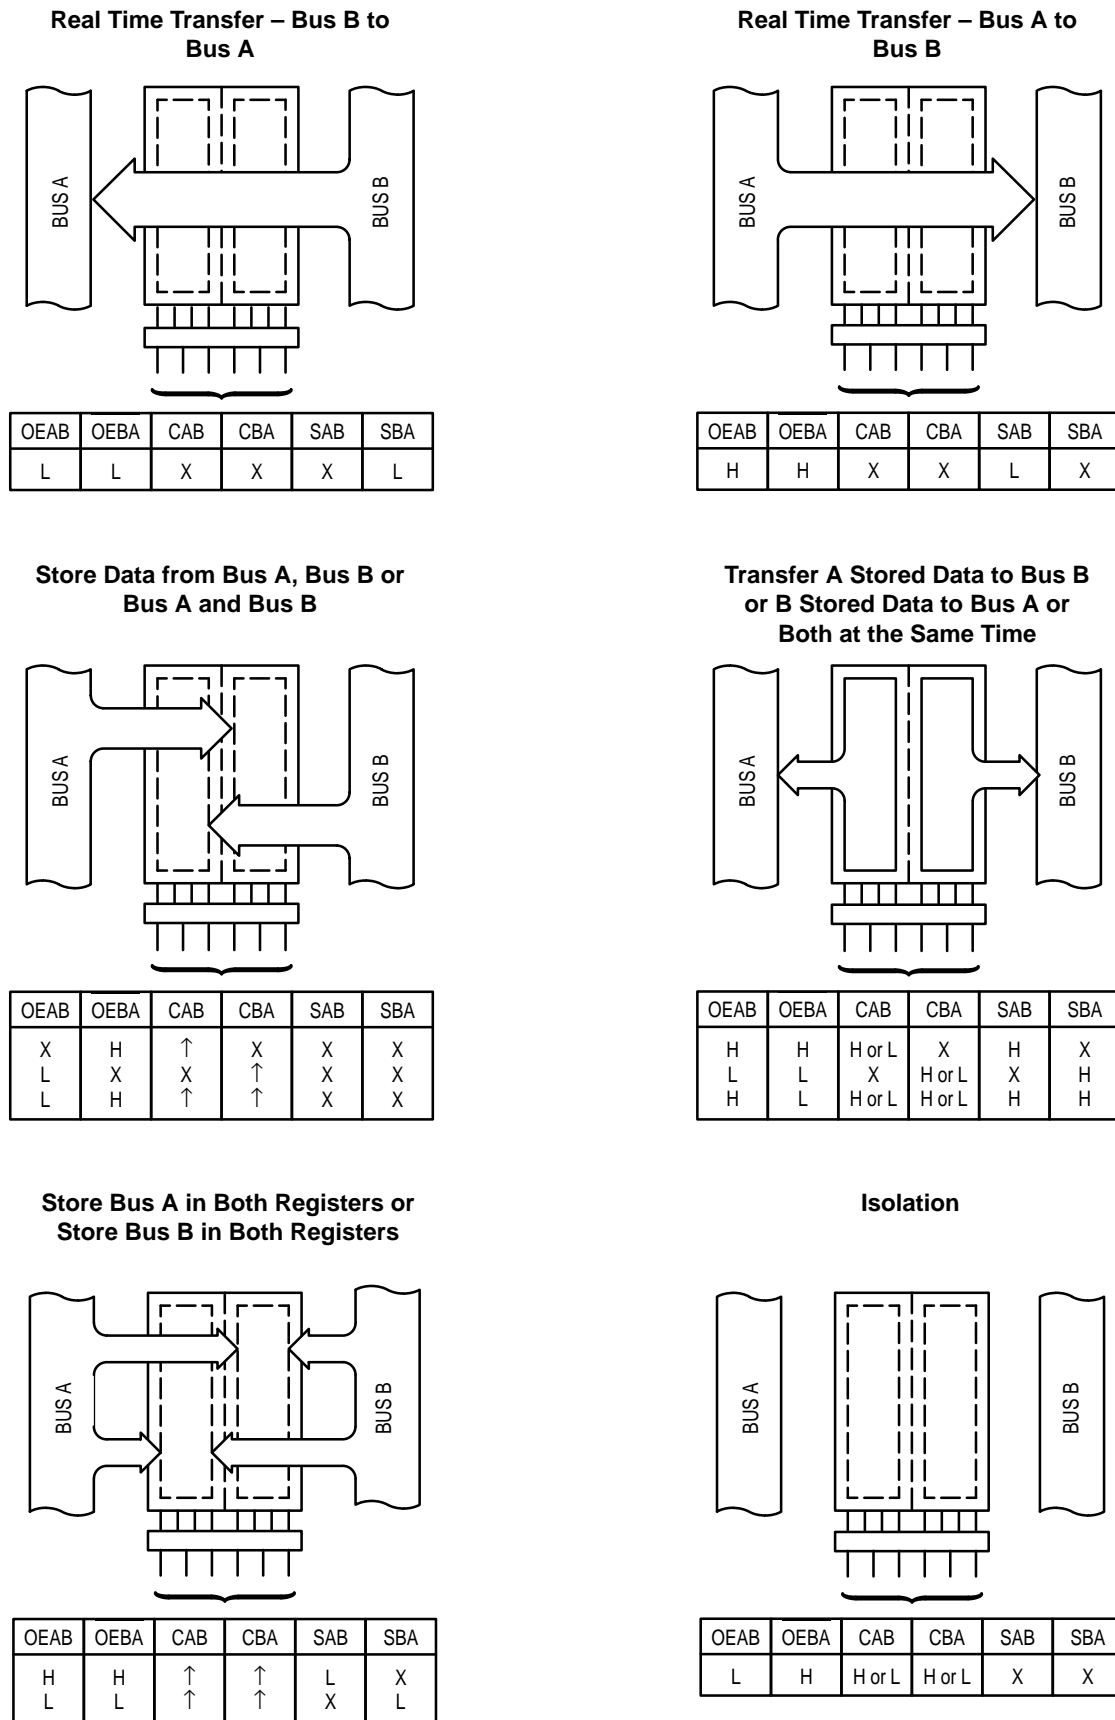 Real Time Transfer – Bus B to
Bus A
BUS A
BUS B
OEAB OEBA CAB CBA SAB SBA
L L X X X L
Real Time Transfer – Bus A to
Bus B
BUS A
BUS B
OEAB OEBA CAB CBA SAB SBA
H H X X L X
Store Data from Bus A, Bus B or
Bus A and Bus B
BUS A
BUS B
OEAB OEBA CAB CBA SAB SBA
X H ↑ X X X
L X X ↑ X X
L H ↑ ↑ X X
Transfer A Stored Data to Bus B
or B Stored Data to Bus A or
Both at the Same Time
BUS A
BUS B
OEAB OEBA CAB CBA SAB SBA
H H H or L X H X
L L X H or L X H
H L H or L H or L H H
Store Bus A in Both Registers or
Store Bus B in Both Registers
BUS A
BUS B
OEAB OEBA CAB CBA SAB SBA
H H ↑ ↑ L X
L L ↑ ↑ X L
Isolation
BUS A
BUS B
OEAB OEBA CAB CBA SAB SBA
L H H or L H or L X X